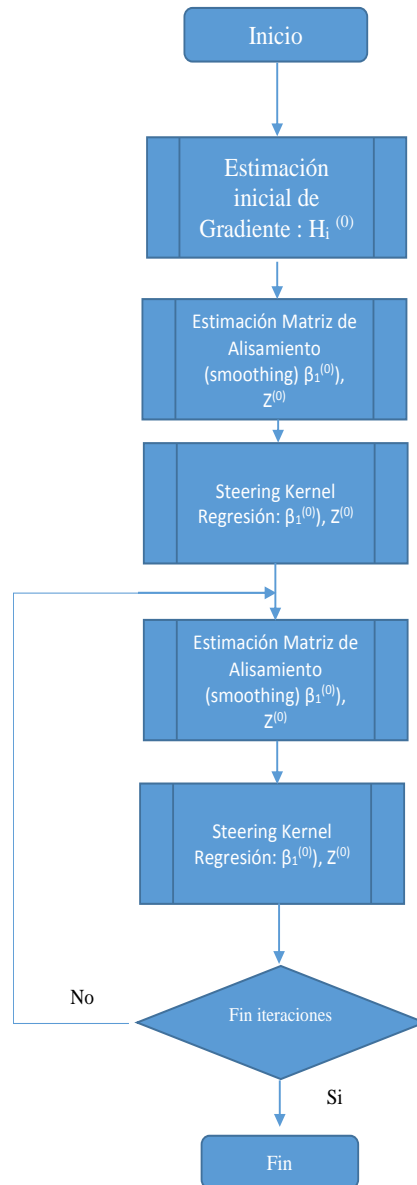 Inicio
Estimación
inicial de
Gradiente : Hᵢ ⁽⁰⁾
Estimación Matriz de
Alisamiento
(smoothing) β₁⁽⁰⁾),
Z⁽⁰⁾
Steering Kernel
Regresión: β₁⁽⁰⁾), Z⁽⁰⁾
Estimación Matriz de
Alisamiento
(smoothing) β₁⁽⁰⁾),
Z⁽⁰⁾
Steering Kernel
Regresión: β₁⁽⁰⁾), Z⁽⁰⁾
No
Fin iteraciones
Si
Fin